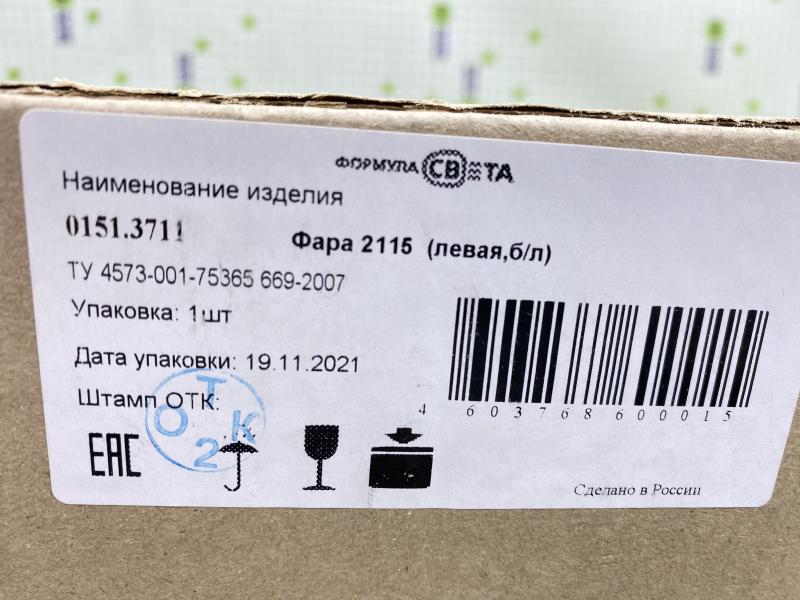 ФОРМУЛА СВЕТА
Наименование изделия
0151.3711
Фара 2115 (левая,б/л)
ТУ 4573-001-75365 669-2007
Упаковка: 1шт
Дата упаковки: 19.11.2021
Штамп ОТК:
ОТК
2
4 603768 600015
ЕАС
Сделано в России